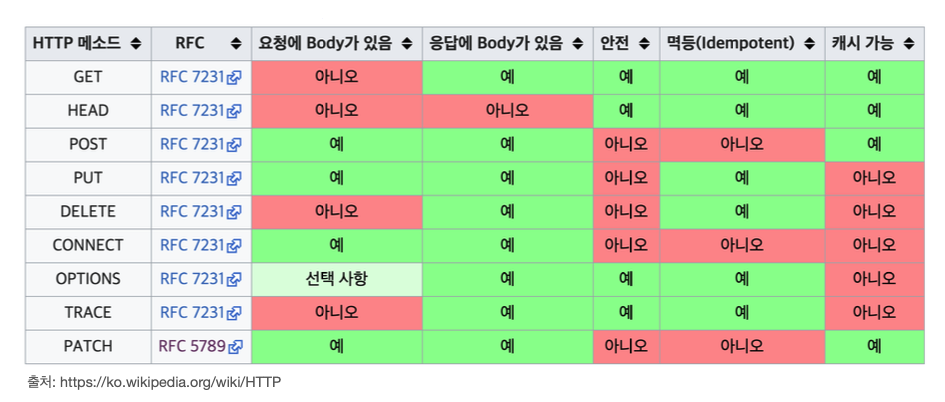 HTTP 메소드 RFC 요청에 Body가 있음 응답에 Body가 있음 안전 멱등(Idempotent) 캐시 가능
GET RFC 7231 아니오 예 예 예 예
HEAD RFC 7231 아니오 아니오 예 예 예
POST RFC 7231 예 예 아니오 아니오 예
PUT RFC 7231 예 예 아니오 예 아니오
DELETE RFC 7231 아니오 예 아니오 예 아니오
CONNECT RFC 7231 예 예 아니오 아니오 아니오
OPTIONS RFC 7231 선택 사항 예 예 예 아니오
TRACE RFC 7231 아니오 예 예 예 아니오
PATCH RFC 5789 예 예 아니오 아니오 예
출처: https://ko.wikipedia.org/wiki/HTTP